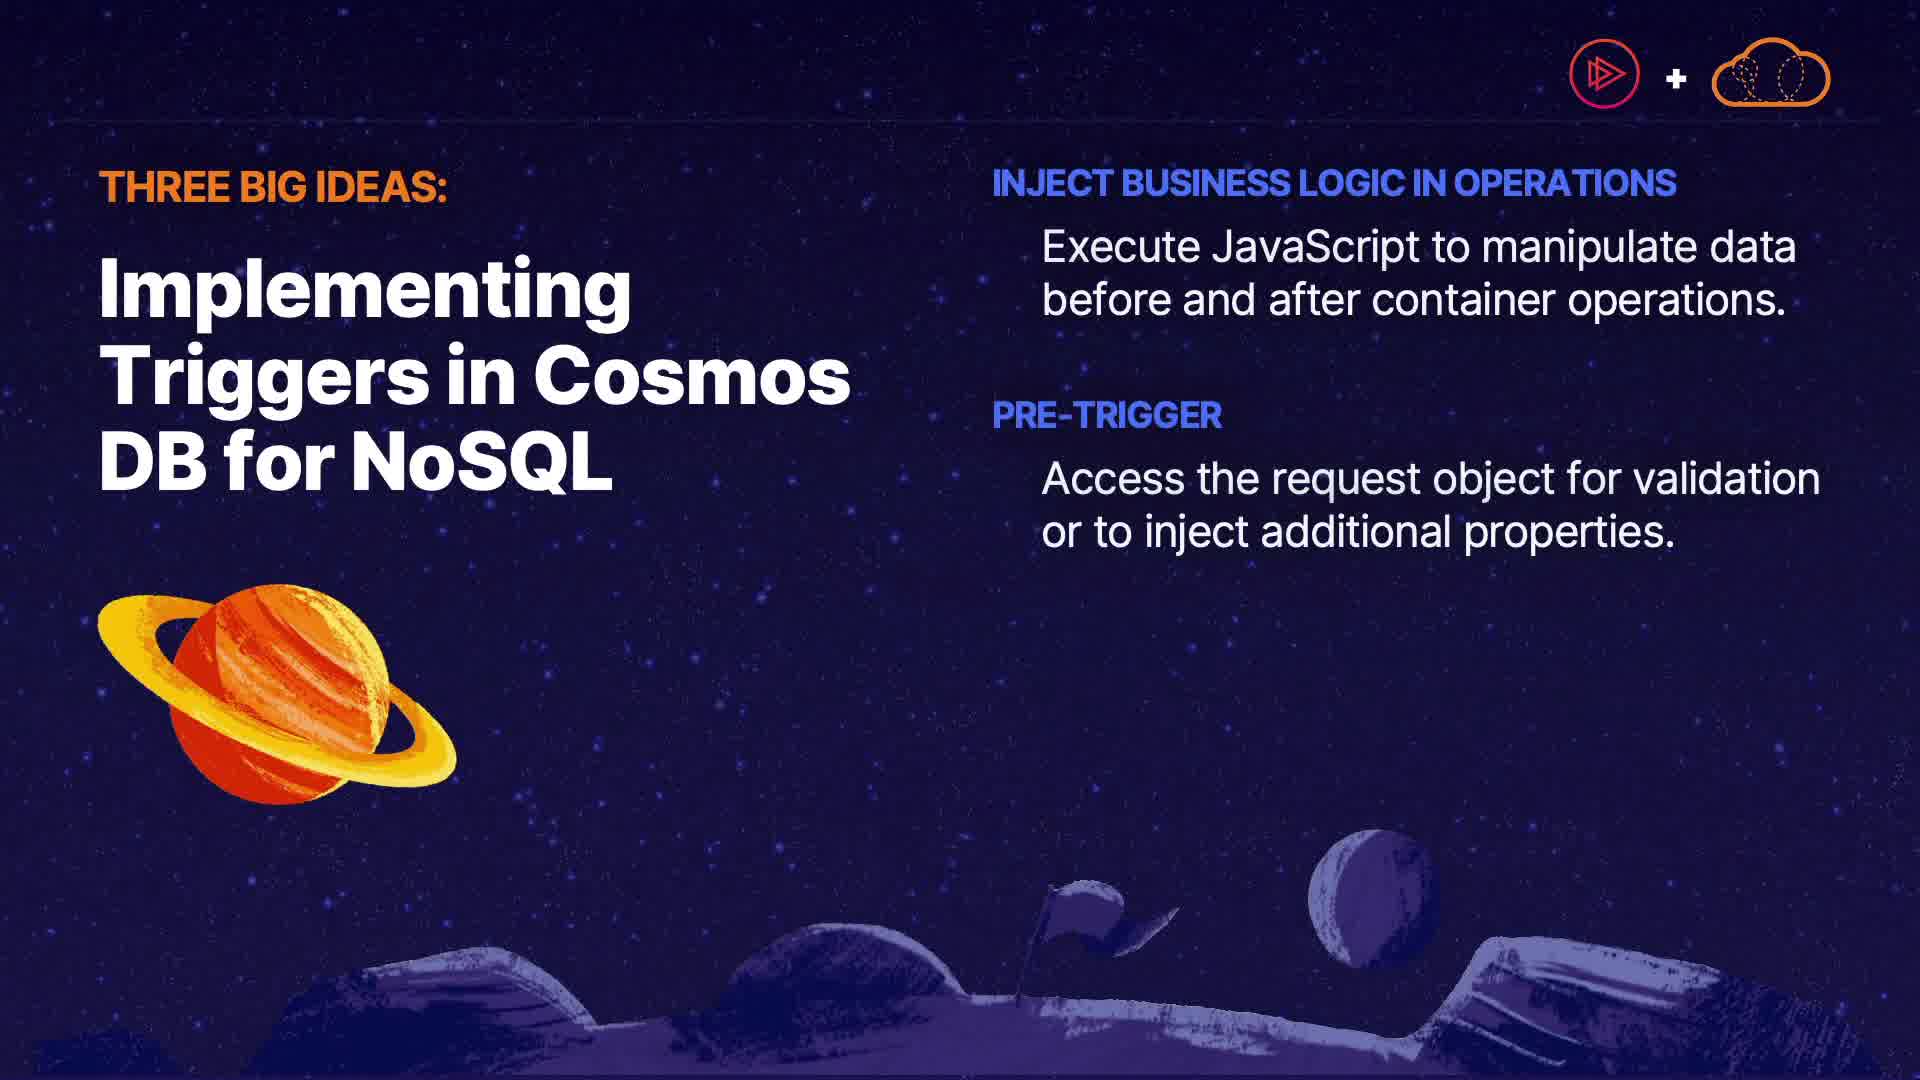 THREE BIG IDEAS:
Implementing
Triggers in Cosmos
DB for NoSQL
INJECT BUSINESS LOGIC IN OPERATIONS
Execute JavaScript to manipulate data
before and after container operations.
PRE-TRIGGER
Access the request object for validation
or to inject additional properties.